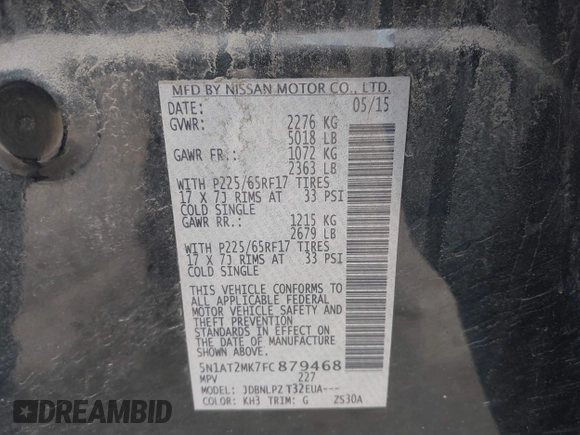 MFD BY NISSAN MOTOR CO., LTD.
DATE: 05/15
GVWR: 2276 KG
5018 LB
GAWR FR.: 1072 KG
2363 LB
WITH P225/65RF17 TIRES
17 X 7J RIMS AT 33 PSI
COLD SINGLE
GAWR RR.: 1215 KG
2679 LB
WITH P225/65RF17 TIRES
17 X 7J RIMS AT 33 PSI
COLD SINGLE
THIS VEHICLE CONFORMS TO
ALL APPLICABLE FEDERAL
MOTOR VEHICLE SAFETY AND
THEFT PREVENTION
STANDARDS IN EFFECT ON
THE DATE OF MANUFACTURE
SHOWN ABOVE.
5N1AT2MK7FC879468
MPV 227
MODEL: JDBNLPZ T32EUA---
COLOR: KH3 TRIM: G ZS30A
DREAMBID